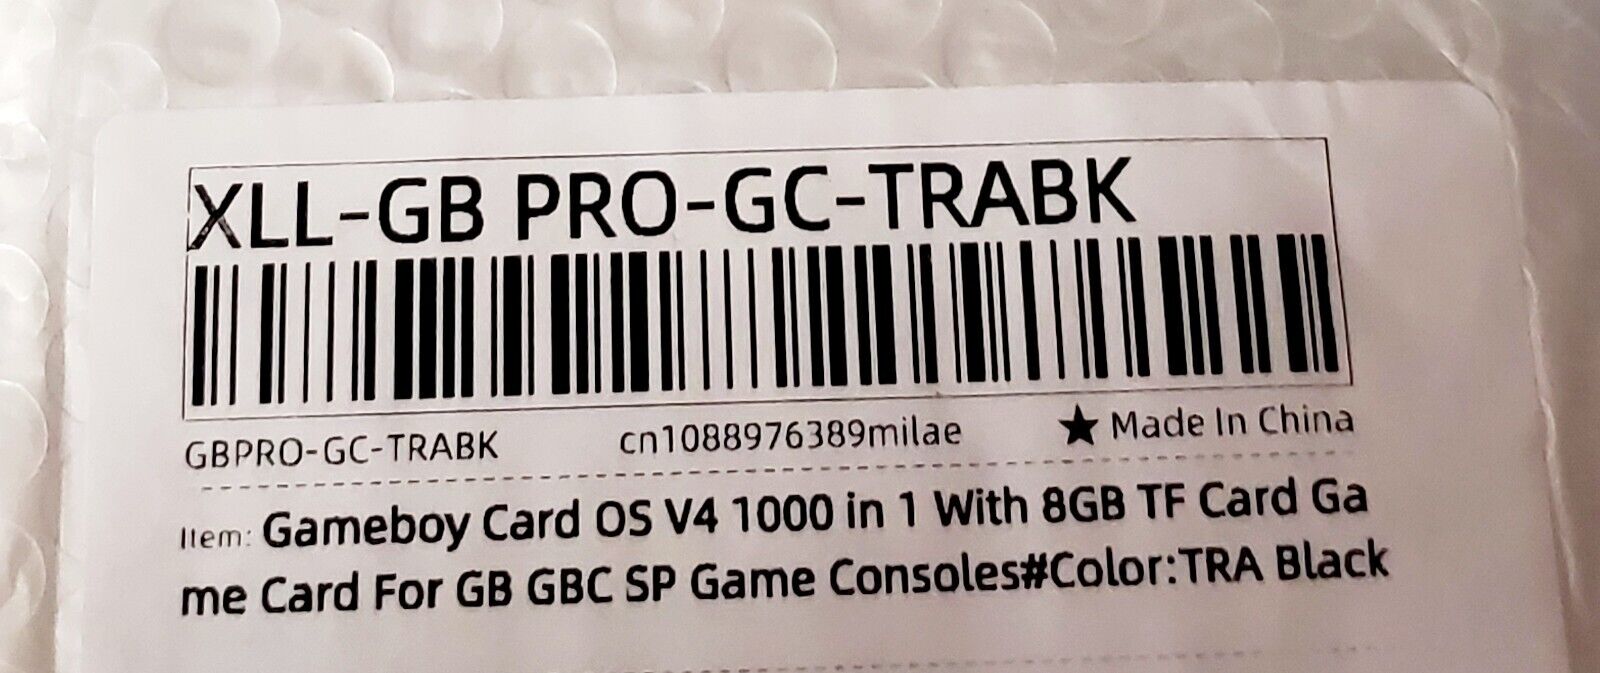 XLL-GB PRO-GC-TRABK
GBPRO-GC-TRABK cn1088976389milae ★ Made In China
Item: Gameboy Card OS V4 1000 in 1 With 8GB TF Card Ga
me Card For GB GBC SP Game Consoles#Color:TRA Black